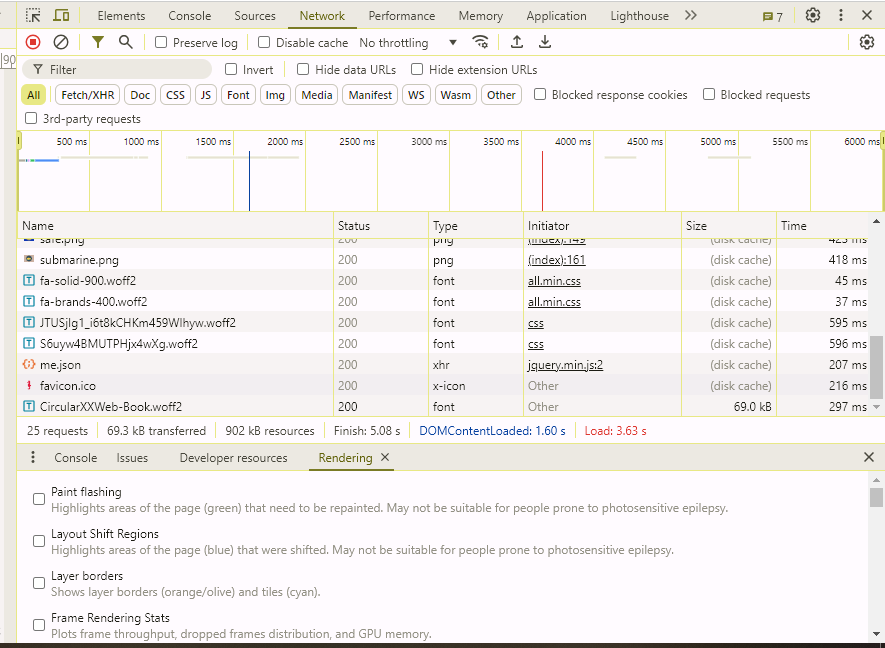 Elements Console Sources Network Performance Memory Application Lighthouse 7
Preserve log Disable cache No throttling
90
Filter Invert Hide data URLs Hide extension URLs
All Fetch/XHR Doc CSS JS Font Img Media Manifest WS Wasm Other Blocked response cookies Blocked requests
3rd-party requests
500 ms 1000 ms 1500 ms 2000 ms 2500 ms 3000 ms 3500 ms 4000 ms 4500 ms 5000 ms 5500 ms 6000 ms
Name Status Type Initiator Size Time
safe.png 200 png (index):149 (disk cache) 425 ms
submarine.png 200 png (index):161 (disk cache) 418 ms
fa-solid-900.woff2 200 font all.min.css (disk cache) 45 ms
fa-brands-400.woff2 200 font all.min.css (disk cache) 37 ms
JTUSjIg1_i6t8kCHKm459Wlhyw.woff2 200 font css (disk cache) 595 ms
S6uyw4BMUTPHjx4wXg.woff2 200 font css (disk cache) 596 ms
me.json 200 xhr jquery.min.js:2 (disk cache) 207 ms
favicon.ico 200 x-icon Other (disk cache) 216 ms
CircularXXWeb-Book.woff2 200 font Other 69.0 kB 297 ms
25 requests 69.3 kB transferred 902 kB resources Finish: 5.08 s DOMContentLoaded: 1.60 s Load: 3.63 s
Console Issues Developer resources Rendering
Paint flashing
Highlights areas of the page (green) that need to be repainted. May not be suitable for people prone to photosensitive epilepsy.
Layout Shift Regions
Highlights areas of the page (blue) that were shifted. May not be suitable for people prone to photosensitive epilepsy.
Layer borders
Shows layer borders (orange/olive) and tiles (cyan).
Frame Rendering Stats
Plots frame throughput, dropped frames distribution, and GPU memory.